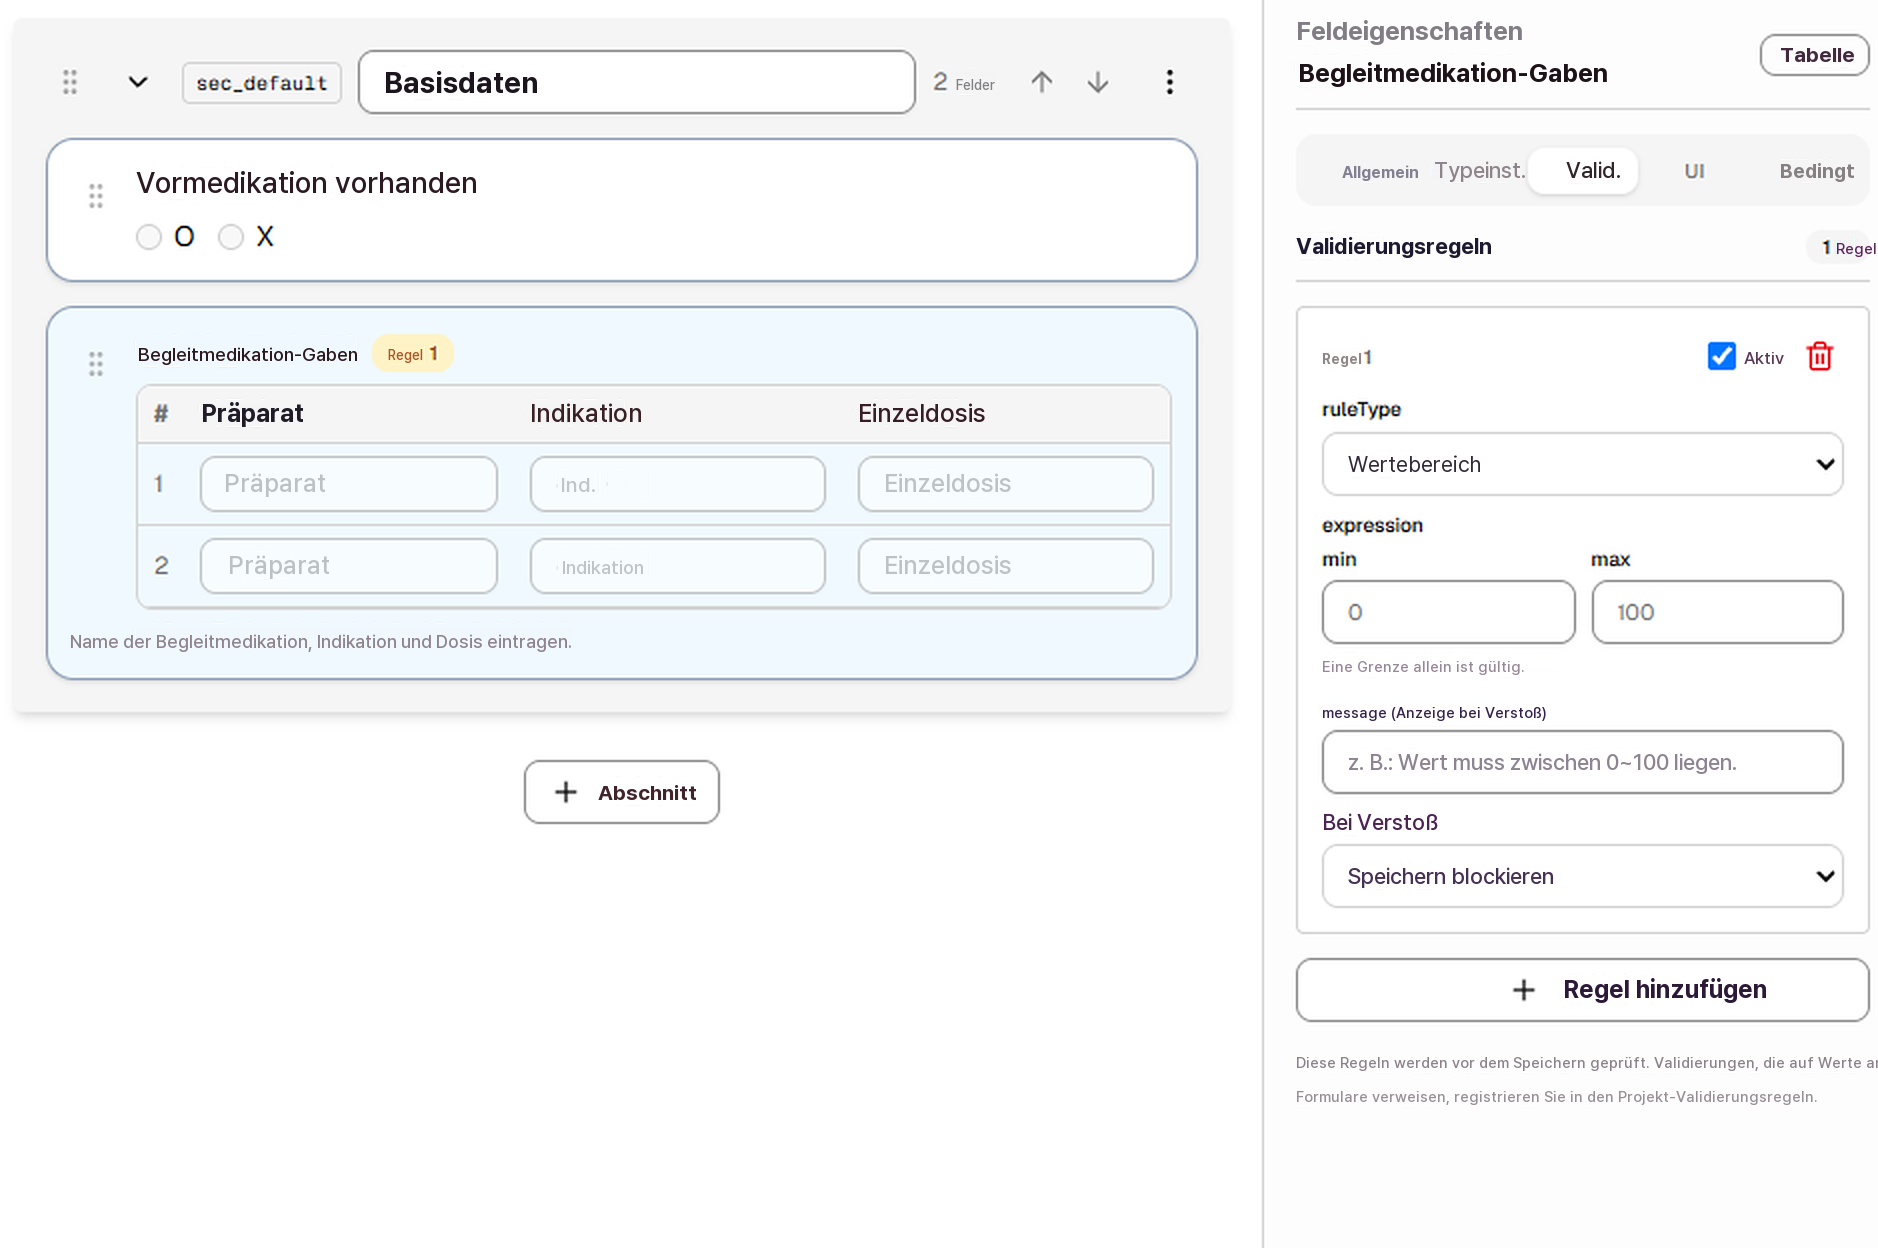 sec_default Basisdaten 2 Felder
Vormedikation vorhanden
O X
Begleitmedikation-Gaben Regel 1
# Präparat Indikation Einzeldosis
1 Präparat Ind. Einzeldosis
2 Präparat Indikation Einzeldosis
Name der Begleitmedikation, Indikation und Dosis eintragen.
+ Abschnitt
Feldeigenschaften
Begleitmedikation-Gaben
Tabelle
Allgemein Typeinst. Valid. UI Bedingt
Validierungsregeln 1 Regel
Regel 1 Aktiv
ruleType
Wertebereich
expression
min max
0 100
Eine Grenze allein ist gültig.
message (Anzeige bei Verstoß)
z. B.: Wert muss zwischen 0~100 liegen.
Bei Verstoß
Speichern blockieren
+ Regel hinzufügen
Diese Regeln werden vor dem Speichern geprüft. Validierungen, die auf Werte
Formulare verweisen, registrieren Sie in den Projekt-Validierungsregeln.